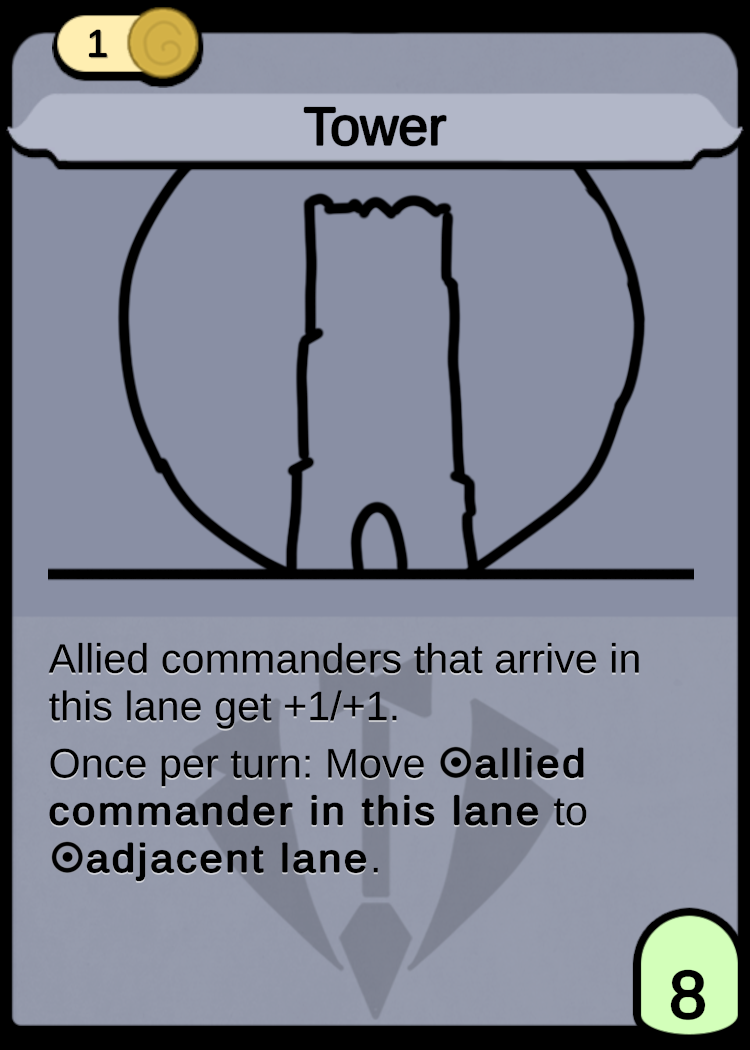 1
Tower
Allied commanders that arrive in
this lane get +1/+1.
Once per turn: Move ⊙allied
commander in this lane to
⊙adjacent lane.
8